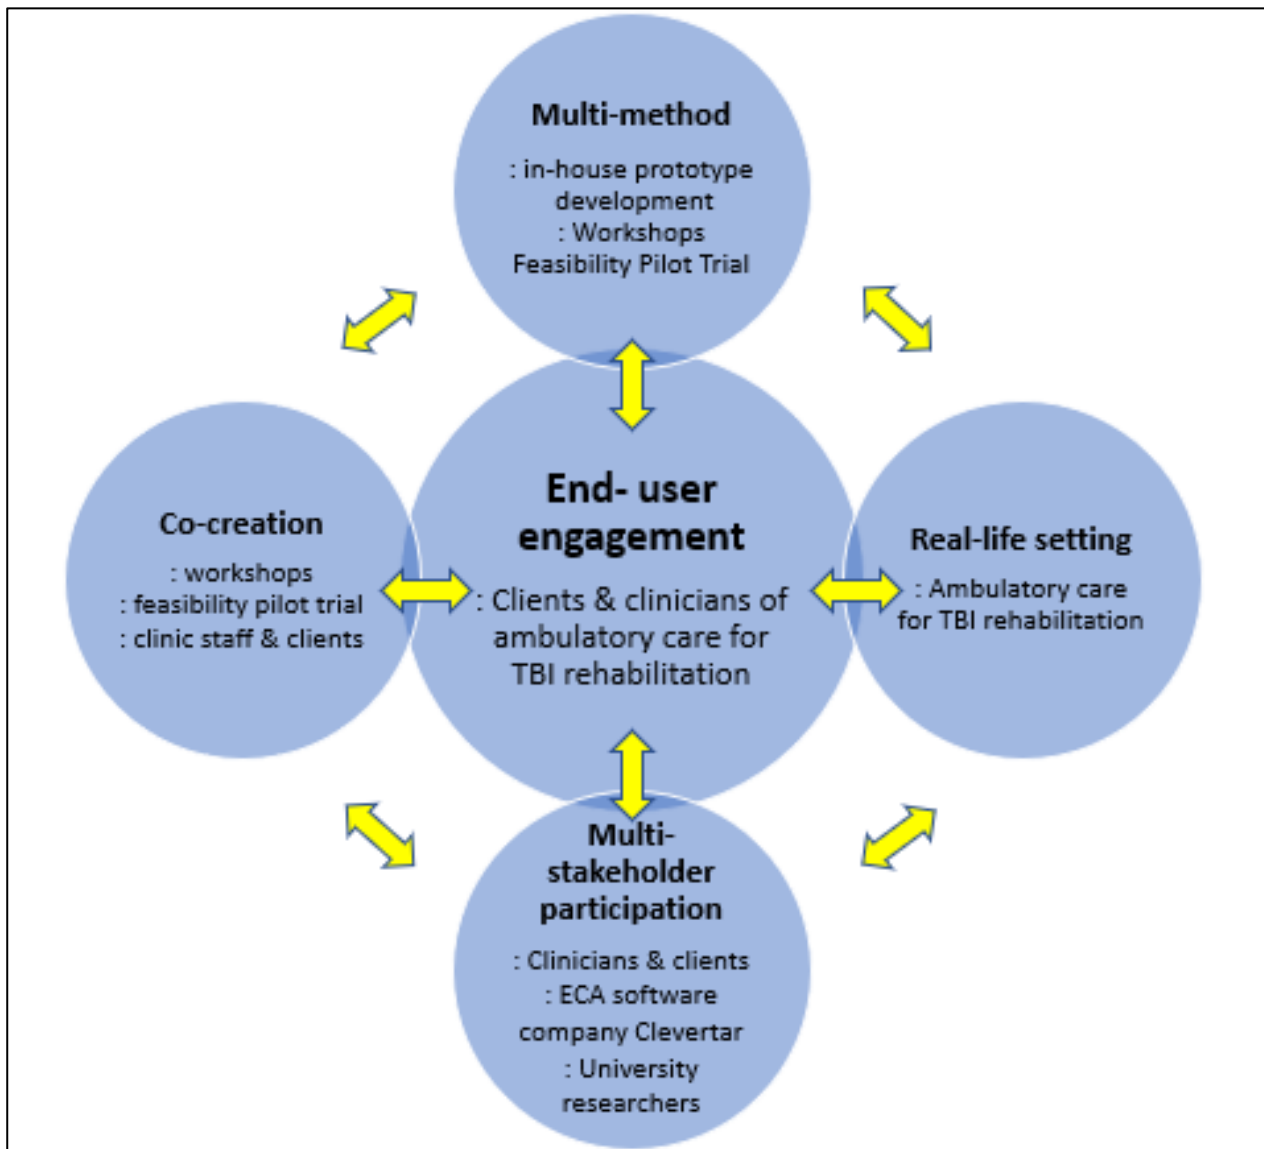 Multi-method
: in-house prototype
development
: Workshops
Feasibility Pilot Trial
Co-creation
: workshops
: feasibility pilot trial
: clinic staff & clients
End- user
engagement
: Clients & clinicians of
ambulatory care for
TBI rehabilitation
Real-life setting
: Ambulatory care
for TBI rehabilitation
Multi-
stakeholder
participation
: Clinicians & clients
: ECA software
company Clevertar
: University
researchers